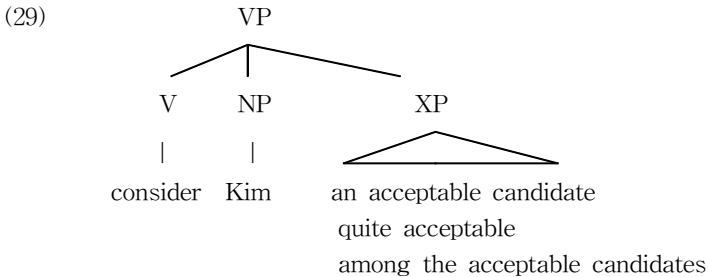 (29) VP
V NP XP
| |
consider Kim an acceptable candidate
quite acceptable
among the acceptable candidates